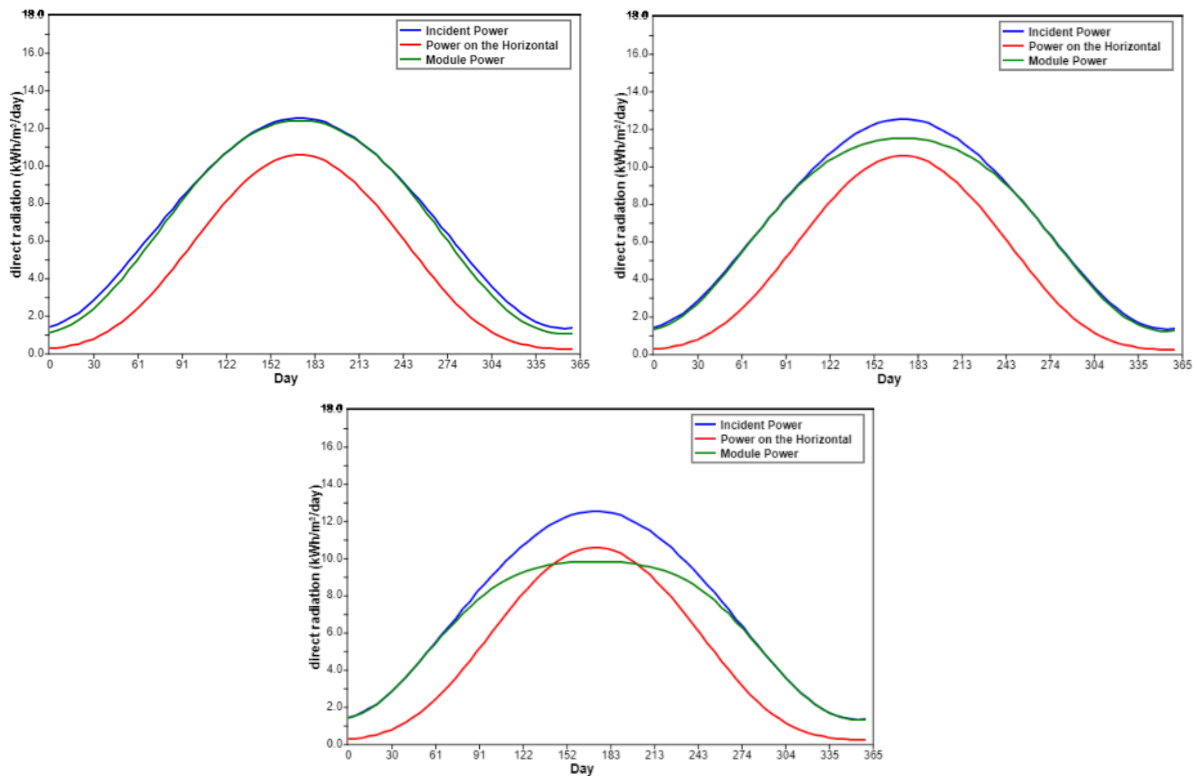 18.0
16.0
14.0
12.0
10.0
8.0
6.0
4.0
2.0
0.0
direct radiation (kWh/m²/day)
Incident Power
Power on the Horizontal
Module Power
0 30 61 91 122 152 183 213 243 274 304 335 365
Day
18.0
16.0
14.0
12.0
10.0
8.0
6.0
4.0
2.0
0.0
direct radiation (kWh/m²/day)
Incident Power
Power on the Horizontal
Module Power
0 30 61 91 122 152 183 213 243 274 304 335 365
Day
18.0
16.0
14.0
12.0
10.0
8.0
6.0
4.0
2.0
0.0
direct radiation (kWh/m²/day)
Incident Power
Power on the Horizontal
Module Power
0 30 61 91 122 152 183 213 243 274 304 335 365
Day